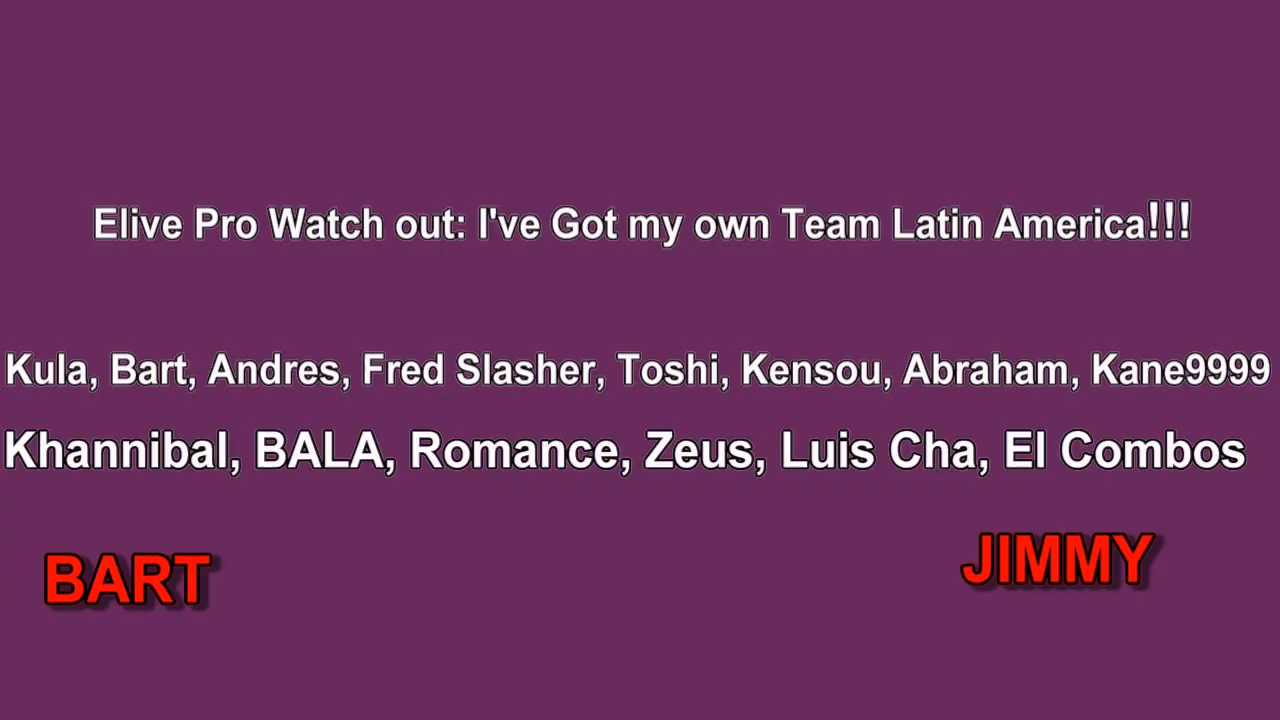 Elive Pro Watch out: I've Got my own Team Latin America!!!
Kula, Bart, Andres, Fred Slasher, Toshi, Kensou, Abraham, Kane9999
Khannibal, BALA, Romance, Zeus, Luis Cha, El Combos
BART
JIMMY